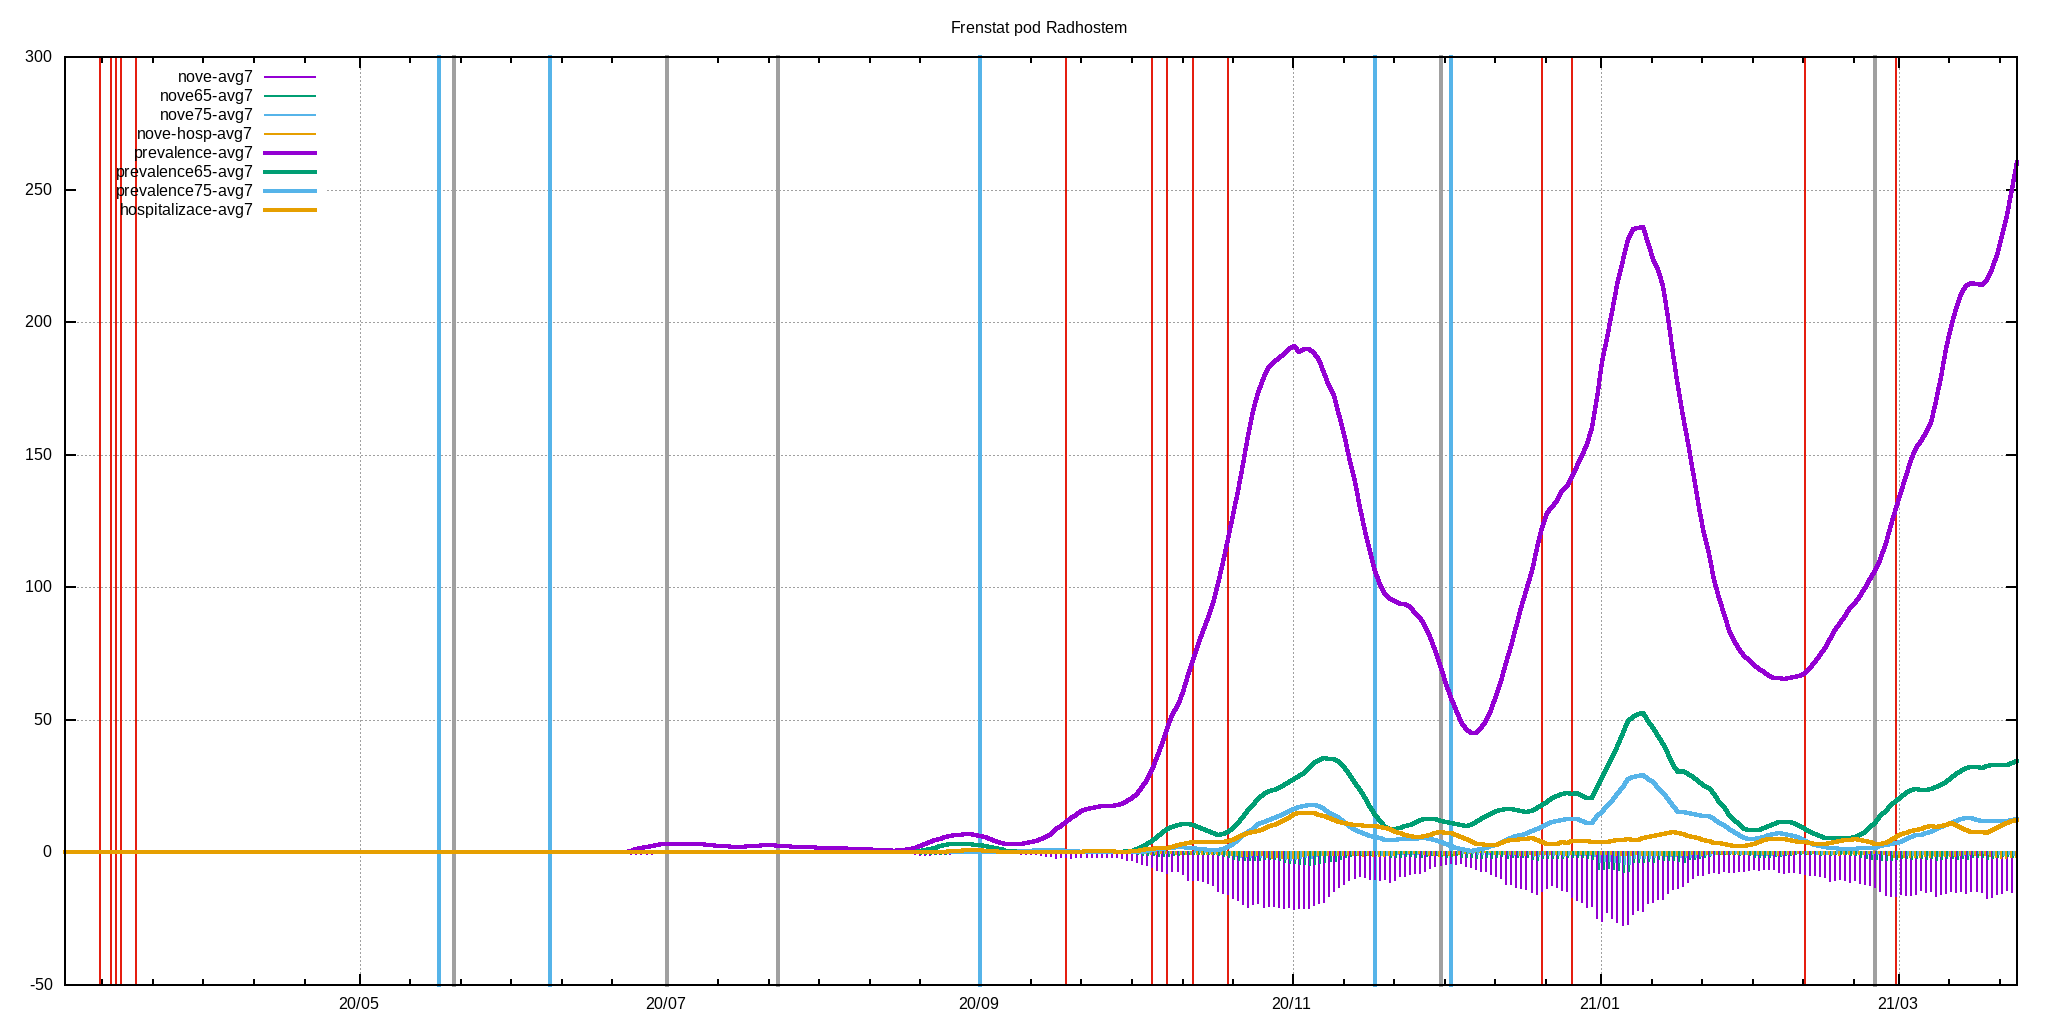 Frenstat pod Radhostem
300
250
200
150
100
50
0
-50
nove-avg7
nove65-avg7
nove75-avg7
nove-hosp-avg7
prevalence-avg7
prevalence65-avg7
prevalence75-avg7
hospitalizace-avg7
20/05 20/07 20/09 20/11 21/01 21/03